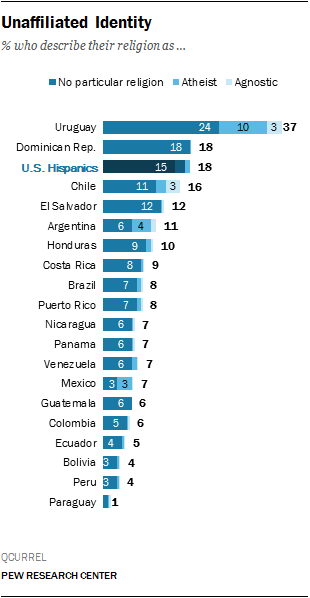 Unaffiliated Identity
% who describe their religion as ...
No particular religion Atheist Agnostic
Uruguay 24 10 3 37
Dominican Rep. 18 18
U.S. Hispanics 15 18
Chile 11 3 16
El Salvador 12 12
Argentina 6 4 11
Honduras 9 10
Costa Rica 8 9
Brazil 7 8
Puerto Rico 7 8
Nicaragua 6 7
Panama 6 7
Venezuela 6 7
Mexico 3 3 7
Guatemala 6 6
Colombia 5 6
Ecuador 4 5
Bolivia 3 4
Peru 3 4
Paraguay 1
QCURREL
PEW RESEARCH CENTER